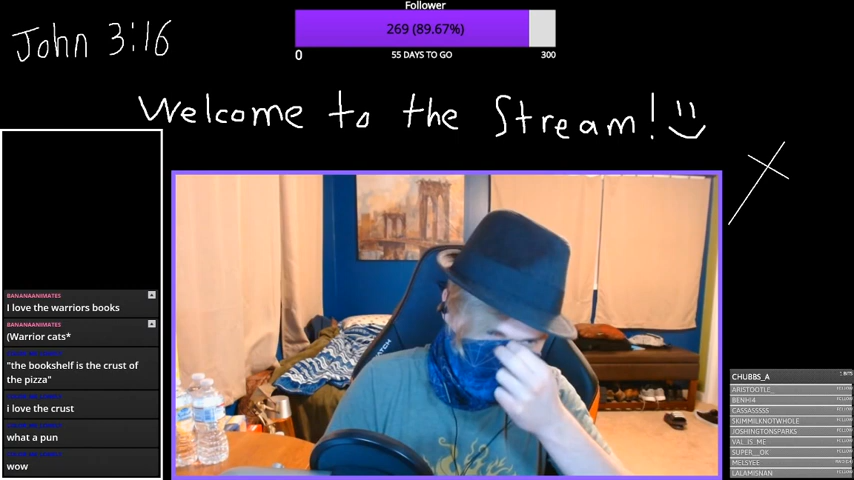 Follower
John 3:16
269 (89.67%)
0
55 DAYS TO GO
300
Welcome to the Stream! :)
BANANAANIMATES
I love the warriors books
BANANAANIMATES
(Warrior cats*
"the bookshelf is the crust of
the pizza"
i love the crust
what a pun
wow
CHUBBS_A
ARISTOOTLE_
BENHI4
CASSASSSSS
SKIMMILKNOTWHOLE
JOSHINGTONSPARKS
VAL_IS_ME
SUPER__OK
MELSYEE
LALAMISNAN